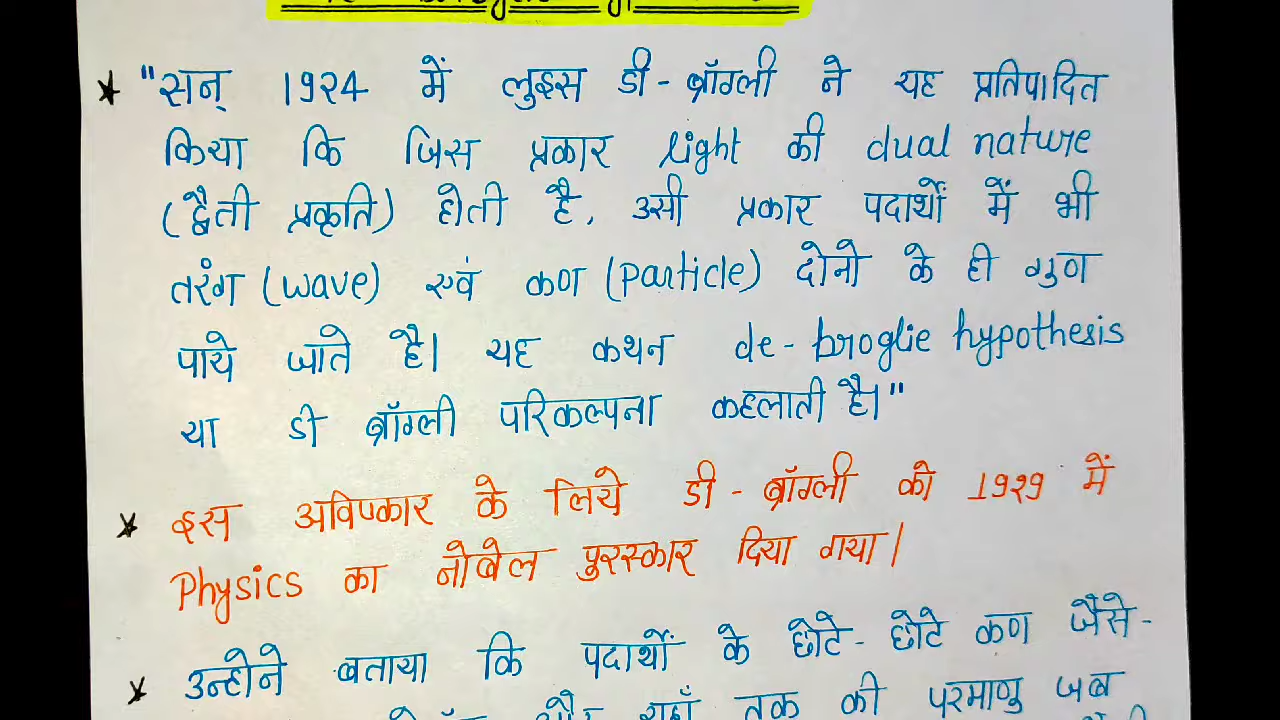 ★ "सन् 1924 में लुइस डी-ब्रॉग्ली ने यह प्रतिपादित
किया कि जिस प्रकार light की dual nature
(द्वैती प्रकृति) होती है, उसी प्रकार पदार्थों में भी
तरंग (wave) एवं कण (Particle) दोनो के ही गुण
पाये जाते है। यह कथन de-broglie hypothesis
या डी ब्रॉग्ली परिकल्पना कहलाती है।"
★ इस अविष्कार के लिये डी-ब्रॉग्ली को 1929 में
Physics का नोबेल पुरस्कार दिया गया।
★ उन्होने बताया कि पदार्थों के छोटे-छोटे कण जैसे-
और यहाँ तक की परमाणु जब